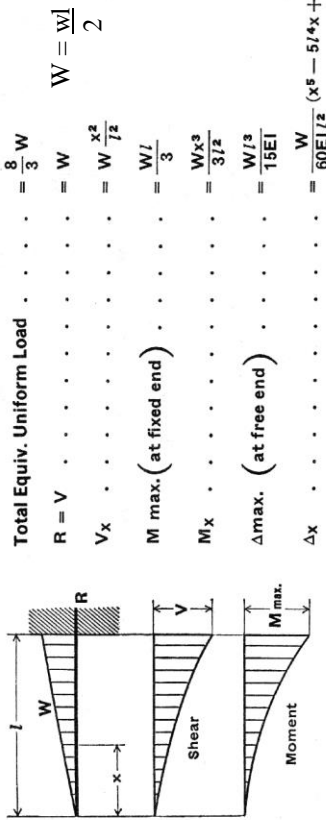 Total Equiv. Uniform Load . . . . = 8/3 W
R = V . . . . . . . . . . = W
Vx . . . . . . . . . . = W x²/l²
M max. ( at fixed end ) . . . . = Wl/3
Mx . . . . . . . . . . = Wx³/3l²
Δmax. ( at free end ) . . . . = Wl³/15EI
Δx . . . . . . . . . . = W/60EIl² (x⁵ − 5l⁴x +
W = wl/2
l
W
R
x
Shear
V
Moment
M max.